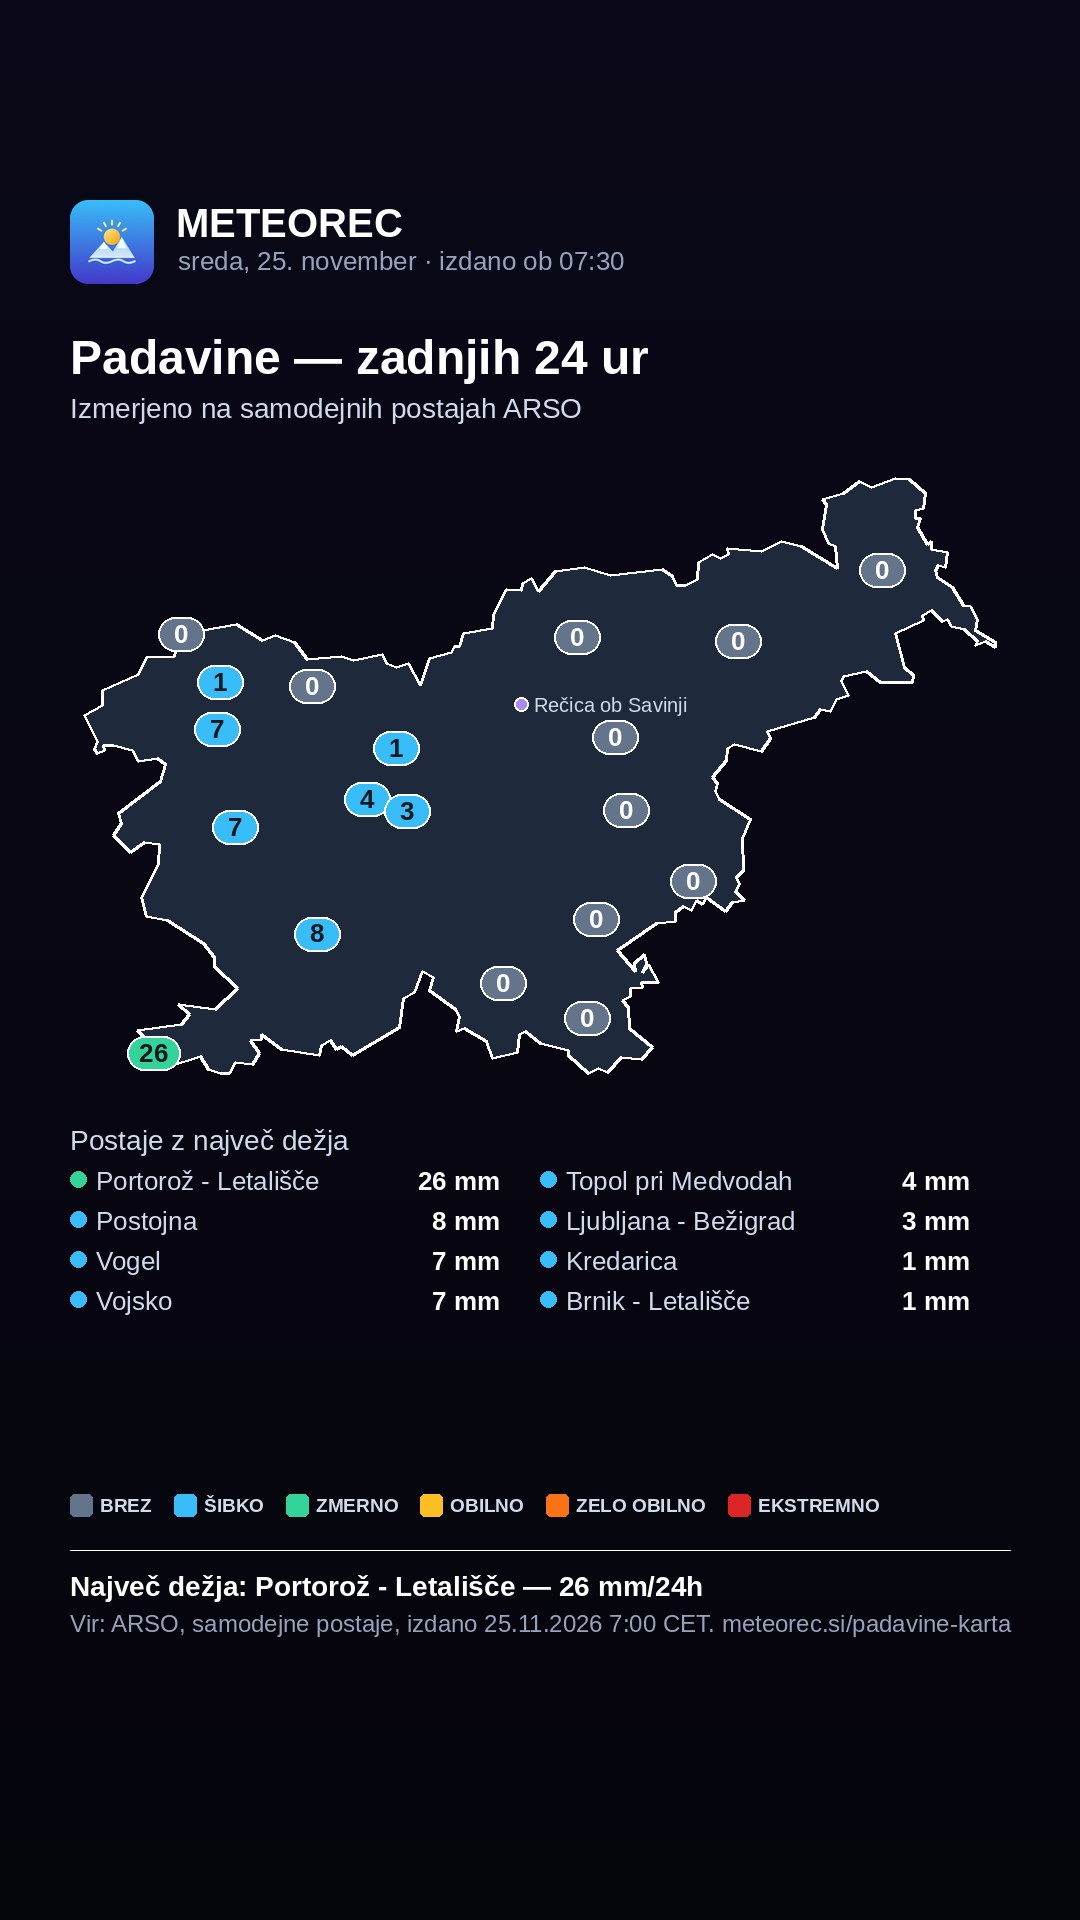 METEOREC
sreda, 25. november · izdano ob 07:30
Padavine — zadnjih 24 ur
Izmerjeno na samodejnih postajah ARSO
0
0
0
0
0
1
0
Rečica ob Savinji
7
0
1
4
3
0
7
0
0
8
0
0
26
Postaje z največ dežja
Portorož - Letališče 26 mm
Postojna 8 mm
Vogel 7 mm
Vojsko 7 mm
Topol pri Medvodah 4 mm
Ljubljana - Bežigrad 3 mm
Kredarica 1 mm
Brnik - Letališče 1 mm
BREZ ŠIBKO ZMERNO OBILNO ZELO OBILNO EKSTREMNO
Največ dežja: Portorož - Letališče — 26 mm/24h
Vir: ARSO, samodejne postaje, izdano 25.11.2026 7:00 CET. meteorec.si/padavine-karta